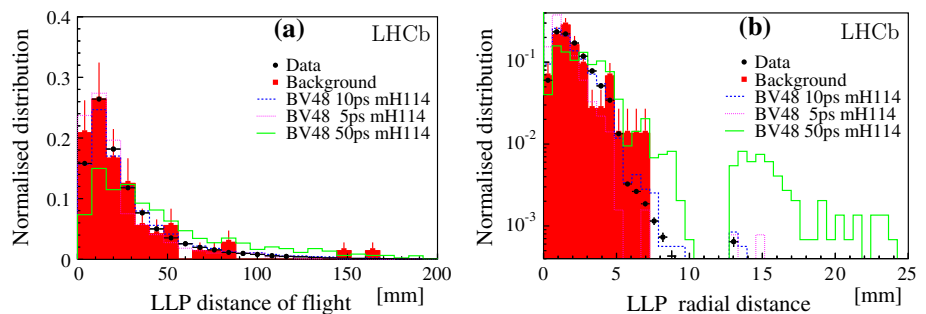 (a)
LHCb
Normalised distribution
0.4
0.3
0.2
0.1
0
Data
Background
BV48 10ps mH114
BV48 5ps mH114
BV48 50ps mH114
0 50 100 150 200
LLP distance of flight [mm]
(b)
LHCb
Normalised distribution
10-1
10-2
10-3
Data
Background
BV48 10ps mH114
BV48 5ps mH114
BV48 50ps mH114
0 5 10 15 20 25
LLP radial distance [mm]